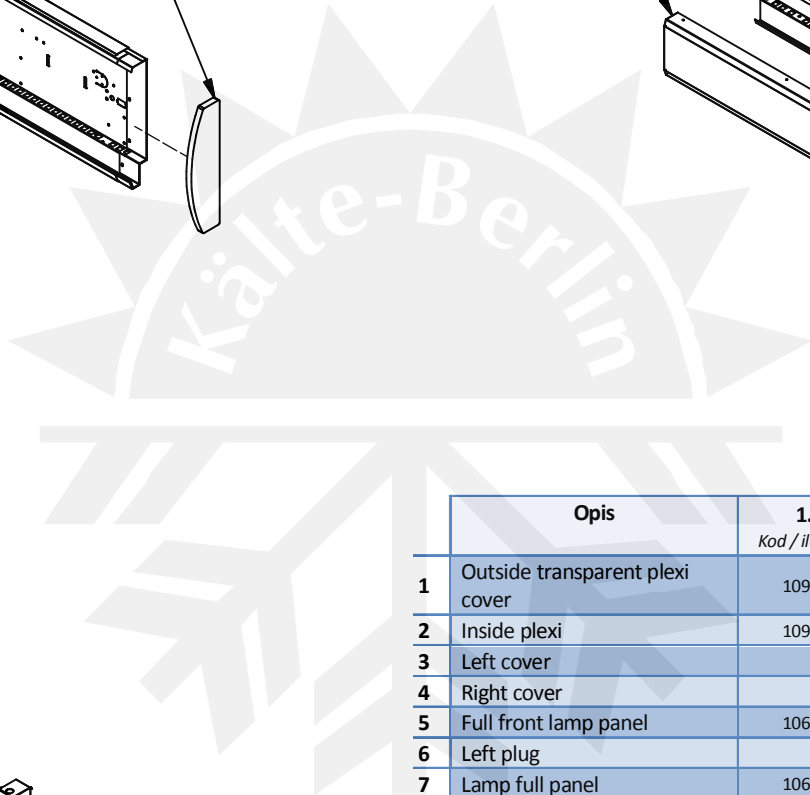 Kälte-Berlin
Opis
1.
Kod / il
1 Outside transparent plexi
cover
109
2 Inside plexi 109
3 Left cover
4 Right cover
5 Full front lamp panel 106
6 Left plug
7 Lamp full panel 106